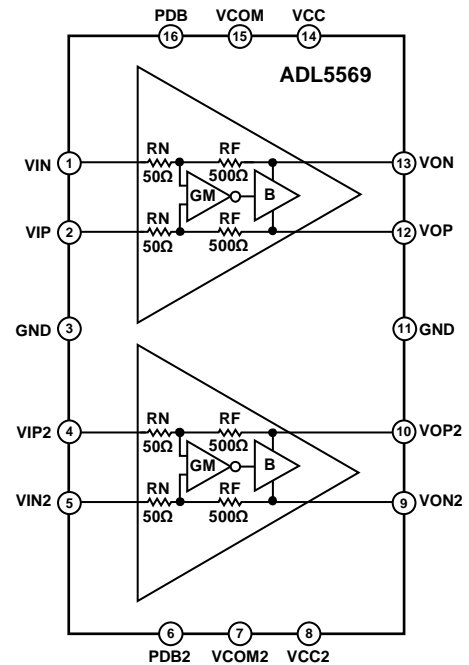 PDB VCOM VCC
16 15 14
ADL5569
RN RF
VIN 1 13 VON
50Ω 500Ω
GM B
RN RF
VIP 2 12 VOP
50Ω 500Ω
GND 3 11 GND
RN RF
VIP2 4 10 VOP2
50Ω 500Ω
GM B
RN RF
VIN2 5 9 VON2
50Ω 500Ω
6 7 8
PDB2 VCOM2 VCC2